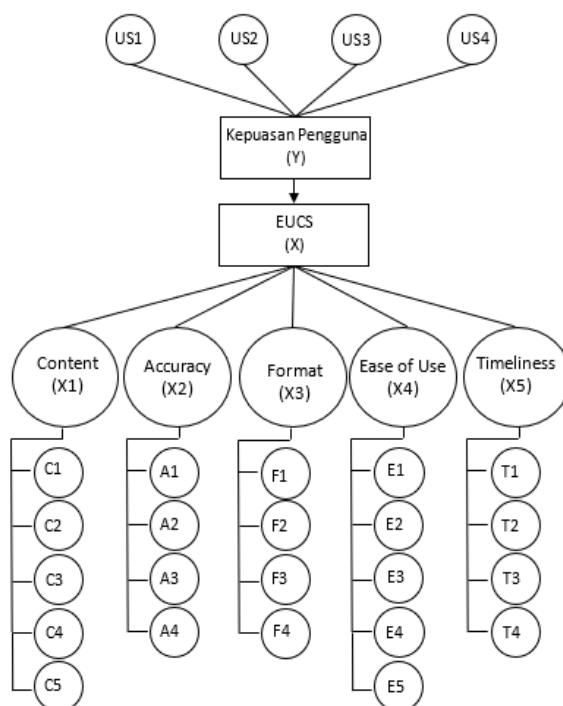 US1
US2
US3
US4
Kepuasan Pengguna
(Y)
EUCS
(X)
Content
(X1)
Accuracy
(X2)
Format
(X3)
Ease of Use
(X4)
Timeliness
(X5)
C1
C2
C3
C4
C5
A1
A2
A3
A4
F1
F2
F3
F4
E1
E2
E3
E4
E5
T1
T2
T3
T4